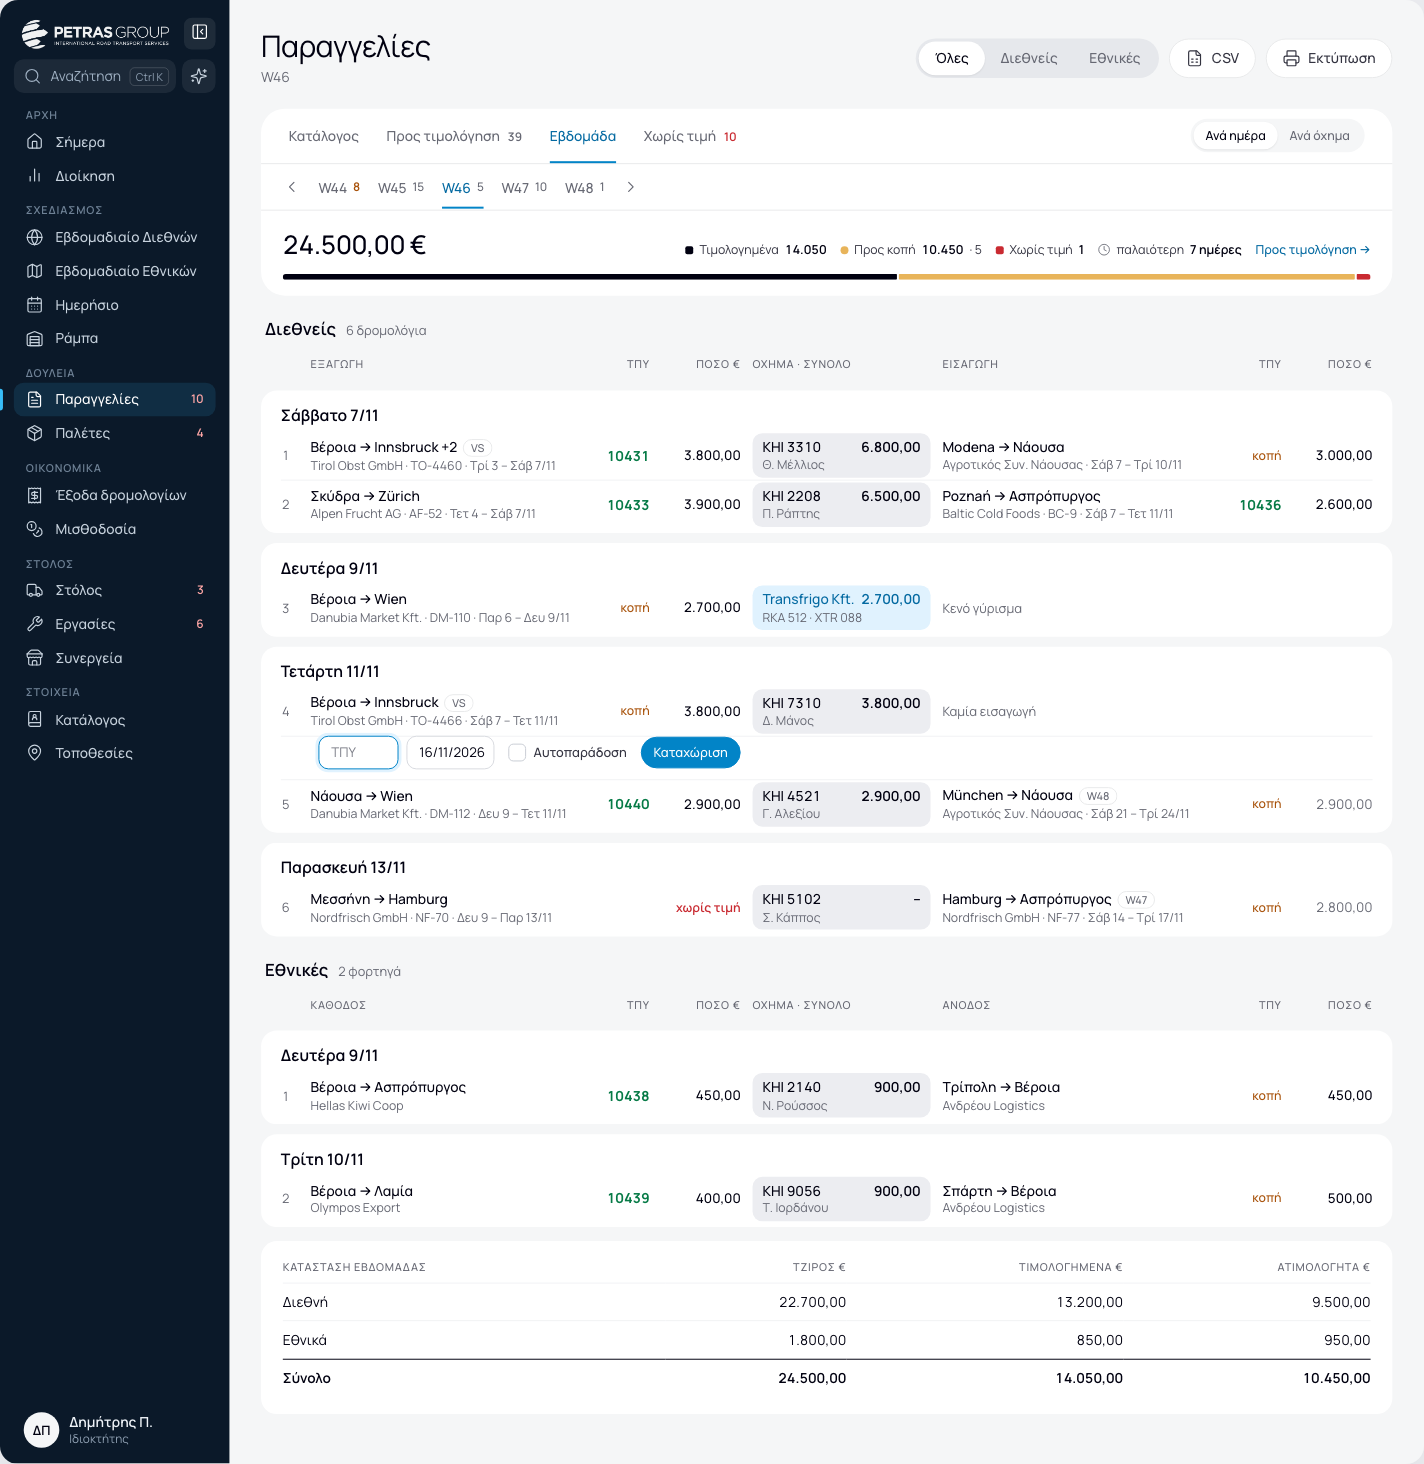 PETRAS GROUP
INTERNATIONAL ROAD TRANSPORT SERVICES
Αναζήτηση Ctrl K
ΑΡΧΗ
Σήμερα
Διοίκηση
ΣΧΕΔΙΑΣΜΟΣ
Εβδομαδιαίο Διεθνών
Εβδομαδιαίο Εθνικών
Ημερήσιο
Ράμπα
ΔΟΥΛΕΙΑ
Παραγγελίες 10
Παλέτες 4
ΟΙΚΟΝΟΜΙΚΑ
Έξοδα δρομολογίων
Μισθοδοσία
ΣΤΟΛΟΣ
Στόλος 3
Εργασίες 6
Συνεργεία
ΣΤΟΙΧΕΙΑ
Κατάλογος
Τοποθεσίες
ΔΠ
Δημήτρης Π.
Ιδιοκτήτης
Παραγγελίες
W46
Όλες Διεθνείς Εθνικές CSV Εκτύπωση
Κατάλογος Προς τιμολόγηση 39 Εβδομάδα Χωρίς τιμή 10 Ανά ημέρα Ανά όχημα
W44 8 W45 15 W46 5 W47 10 W48 1
24.500,00 € Τιμολογημένα 14.050 Προς κοπή 10.450 · 5 Χωρίς τιμή 1 παλαιότερη 7 ημέρες Προς τιμολόγηση →
Διεθνείς 6 δρομολόγια
ΕΞΑΓΩΓΗ ΤΠΥ ΠΟΣΟ € ΟΧΗΜΑ · ΣΥΝΟΛΟ ΕΙΣΑΓΩΓΗ ΤΠΥ ΠΟΣΟ €
Σάββατο 7/11
1 Βέροια → Innsbruck +2 VS 10431 3.800,00 KHI 3310 6.800,00 Modena → Νάουσα κοπή 3.000,00
Tirol Obst GmbH · TO-4460 · Τρί 3 – Σάβ 7/11 Θ. Μέλλιος Αγροτικός Συν. Νάουσας · Σάβ 7 – Τρί 10/11
2 Σκύδρα → Zürich 10433 3.900,00 KHI 2208 6.500,00 Poznań → Ασπρόπυργος 10436 2.600,00
Alpen Frucht AG · AF-52 · Τετ 4 – Σάβ 7/11 Π. Ράπτης Baltic Cold Foods · BC-9 · Σάβ 7 – Τετ 11/11
Δευτέρα 9/11
3 Βέροια → Wien κοπή 2.700,00 Transfrigo Kft. 2.700,00 Κενό γύρισμα
Danubia Market Kft. · DM-110 · Παρ 6 – Δευ 9/11 RKA 512 · XTR 088
Τετάρτη 11/11
4 Βέροια → Innsbruck VS κοπή 3.800,00 KHI 7310 3.800,00 Καμία εισαγωγή
Tirol Obst GmbH · TO-4466 · Σάβ 7 – Τετ 11/11 Δ. Μάνος
ΤΠΥ 16/11/2026 Αυτοπαράδοση Καταχώριση
5 Νάουσα → Wien 10440 2.900,00 KHI 4521 2.900,00 München → Νάουσα W48 κοπή 2.900,00
Danubia Market Kft. · DM-112 · Δευ 9 – Τετ 11/11 Γ. Αλεξίου Αγροτικός Συν. Νάουσας · Σάβ 21 – Τρί 24/11
Παρασκευή 13/11
6 Μεσσήνη → Hamburg χωρίς τιμή KHI 5102 – Hamburg → Ασπρόπυργος W47 κοπή 2.800,00
Nordfrisch GmbH · NF-70 · Δευ 9 – Παρ 13/11 Σ. Κάππος Nordfrisch GmbH · NF-77 · Σάβ 14 – Τρί 17/11
Εθνικές 2 φορτηγά
ΚΑΘΟΔΟΣ ΤΠΥ ΠΟΣΟ € ΟΧΗΜΑ · ΣΥΝΟΛΟ ΑΝΟΔΟΣ ΤΠΥ ΠΟΣΟ €
Δευτέρα 9/11
1 Βέροια → Ασπρόπυργος 10438 450,00 KHI 2140 900,00 Τρίπολη → Βέροια κοπή 450,00
Hellas Kiwi Coop Ν. Ρούσσος Ανδρέου Logistics
Τρίτη 10/11
2 Βέροια → Λαμία 10439 400,00 KHI 9056 900,00 Σπάρτη → Βέροια κοπή 500,00
Olympos Export Τ. Ιορδάνου Ανδρέου Logistics
ΚΑΤΑΣΤΑΣΗ ΕΒΔΟΜΑΔΑΣ ΤΖΙΡΟΣ € ΤΙΜΟΛΟΓΗΜΕΝΑ € ΑΤΙΜΟΛΟΓΗΤΑ €
Διεθνή 22.700,00 13.200,00 9.500,00
Εθνικά 1.800,00 850,00 950,00
Σύνολο 24.500,00 14.050,00 10.450,00